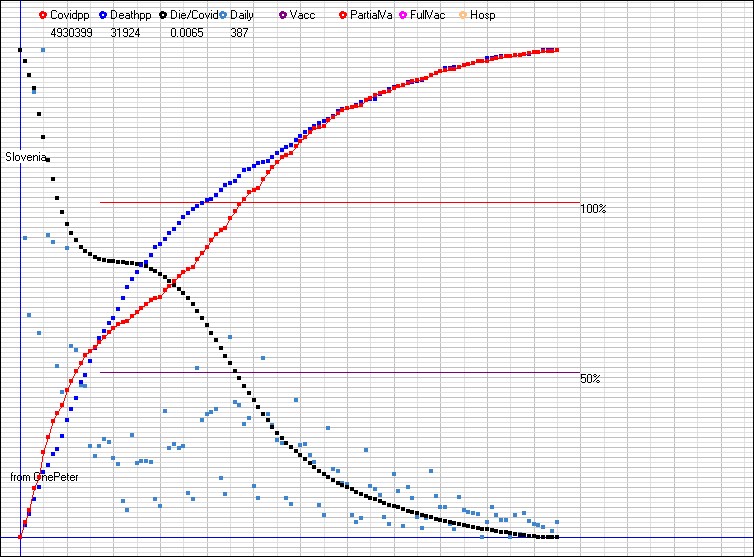 Covidpp Deathpp Die/Covid Daily Vacc PartialVa FullVac Hosp
4930399 31924 0.0065 387
Slovenia
100%
50%
from OnePeter